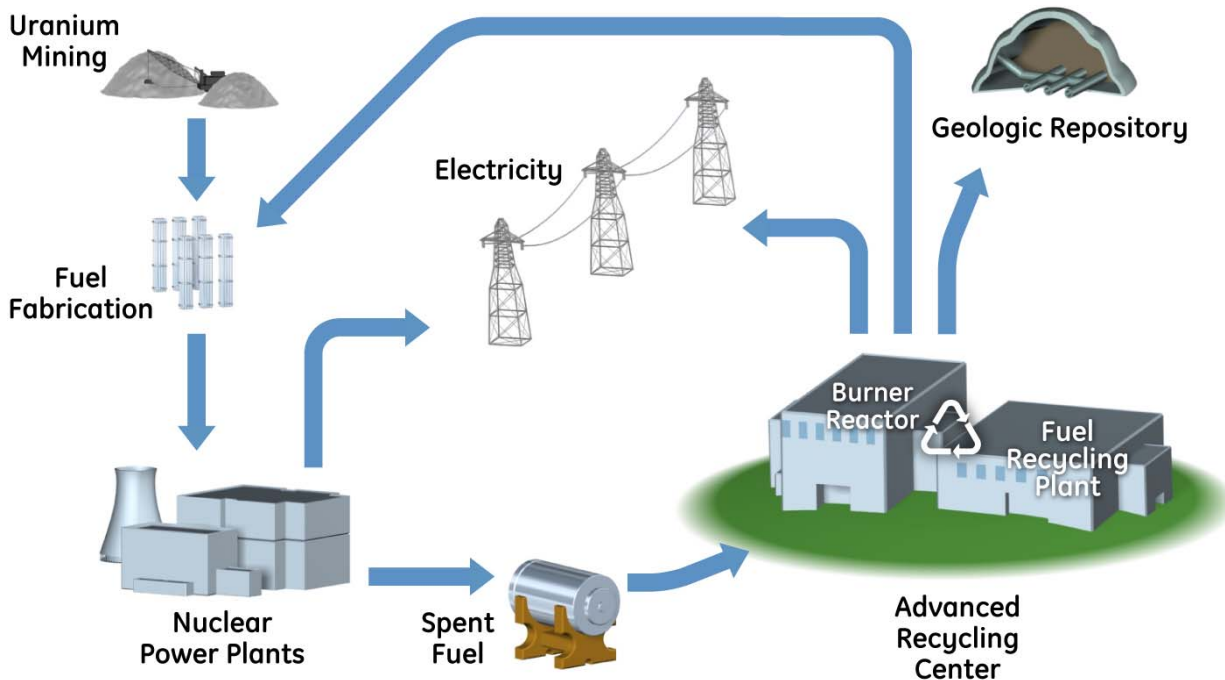 Uranium
Mining
Geologic Repository
Electricity
Fuel
Fabrication
Burner
Reactor
Fuel
Recycling
Plant
Nuclear
Power Plants
Spent
Fuel
Advanced
Recycling
Center